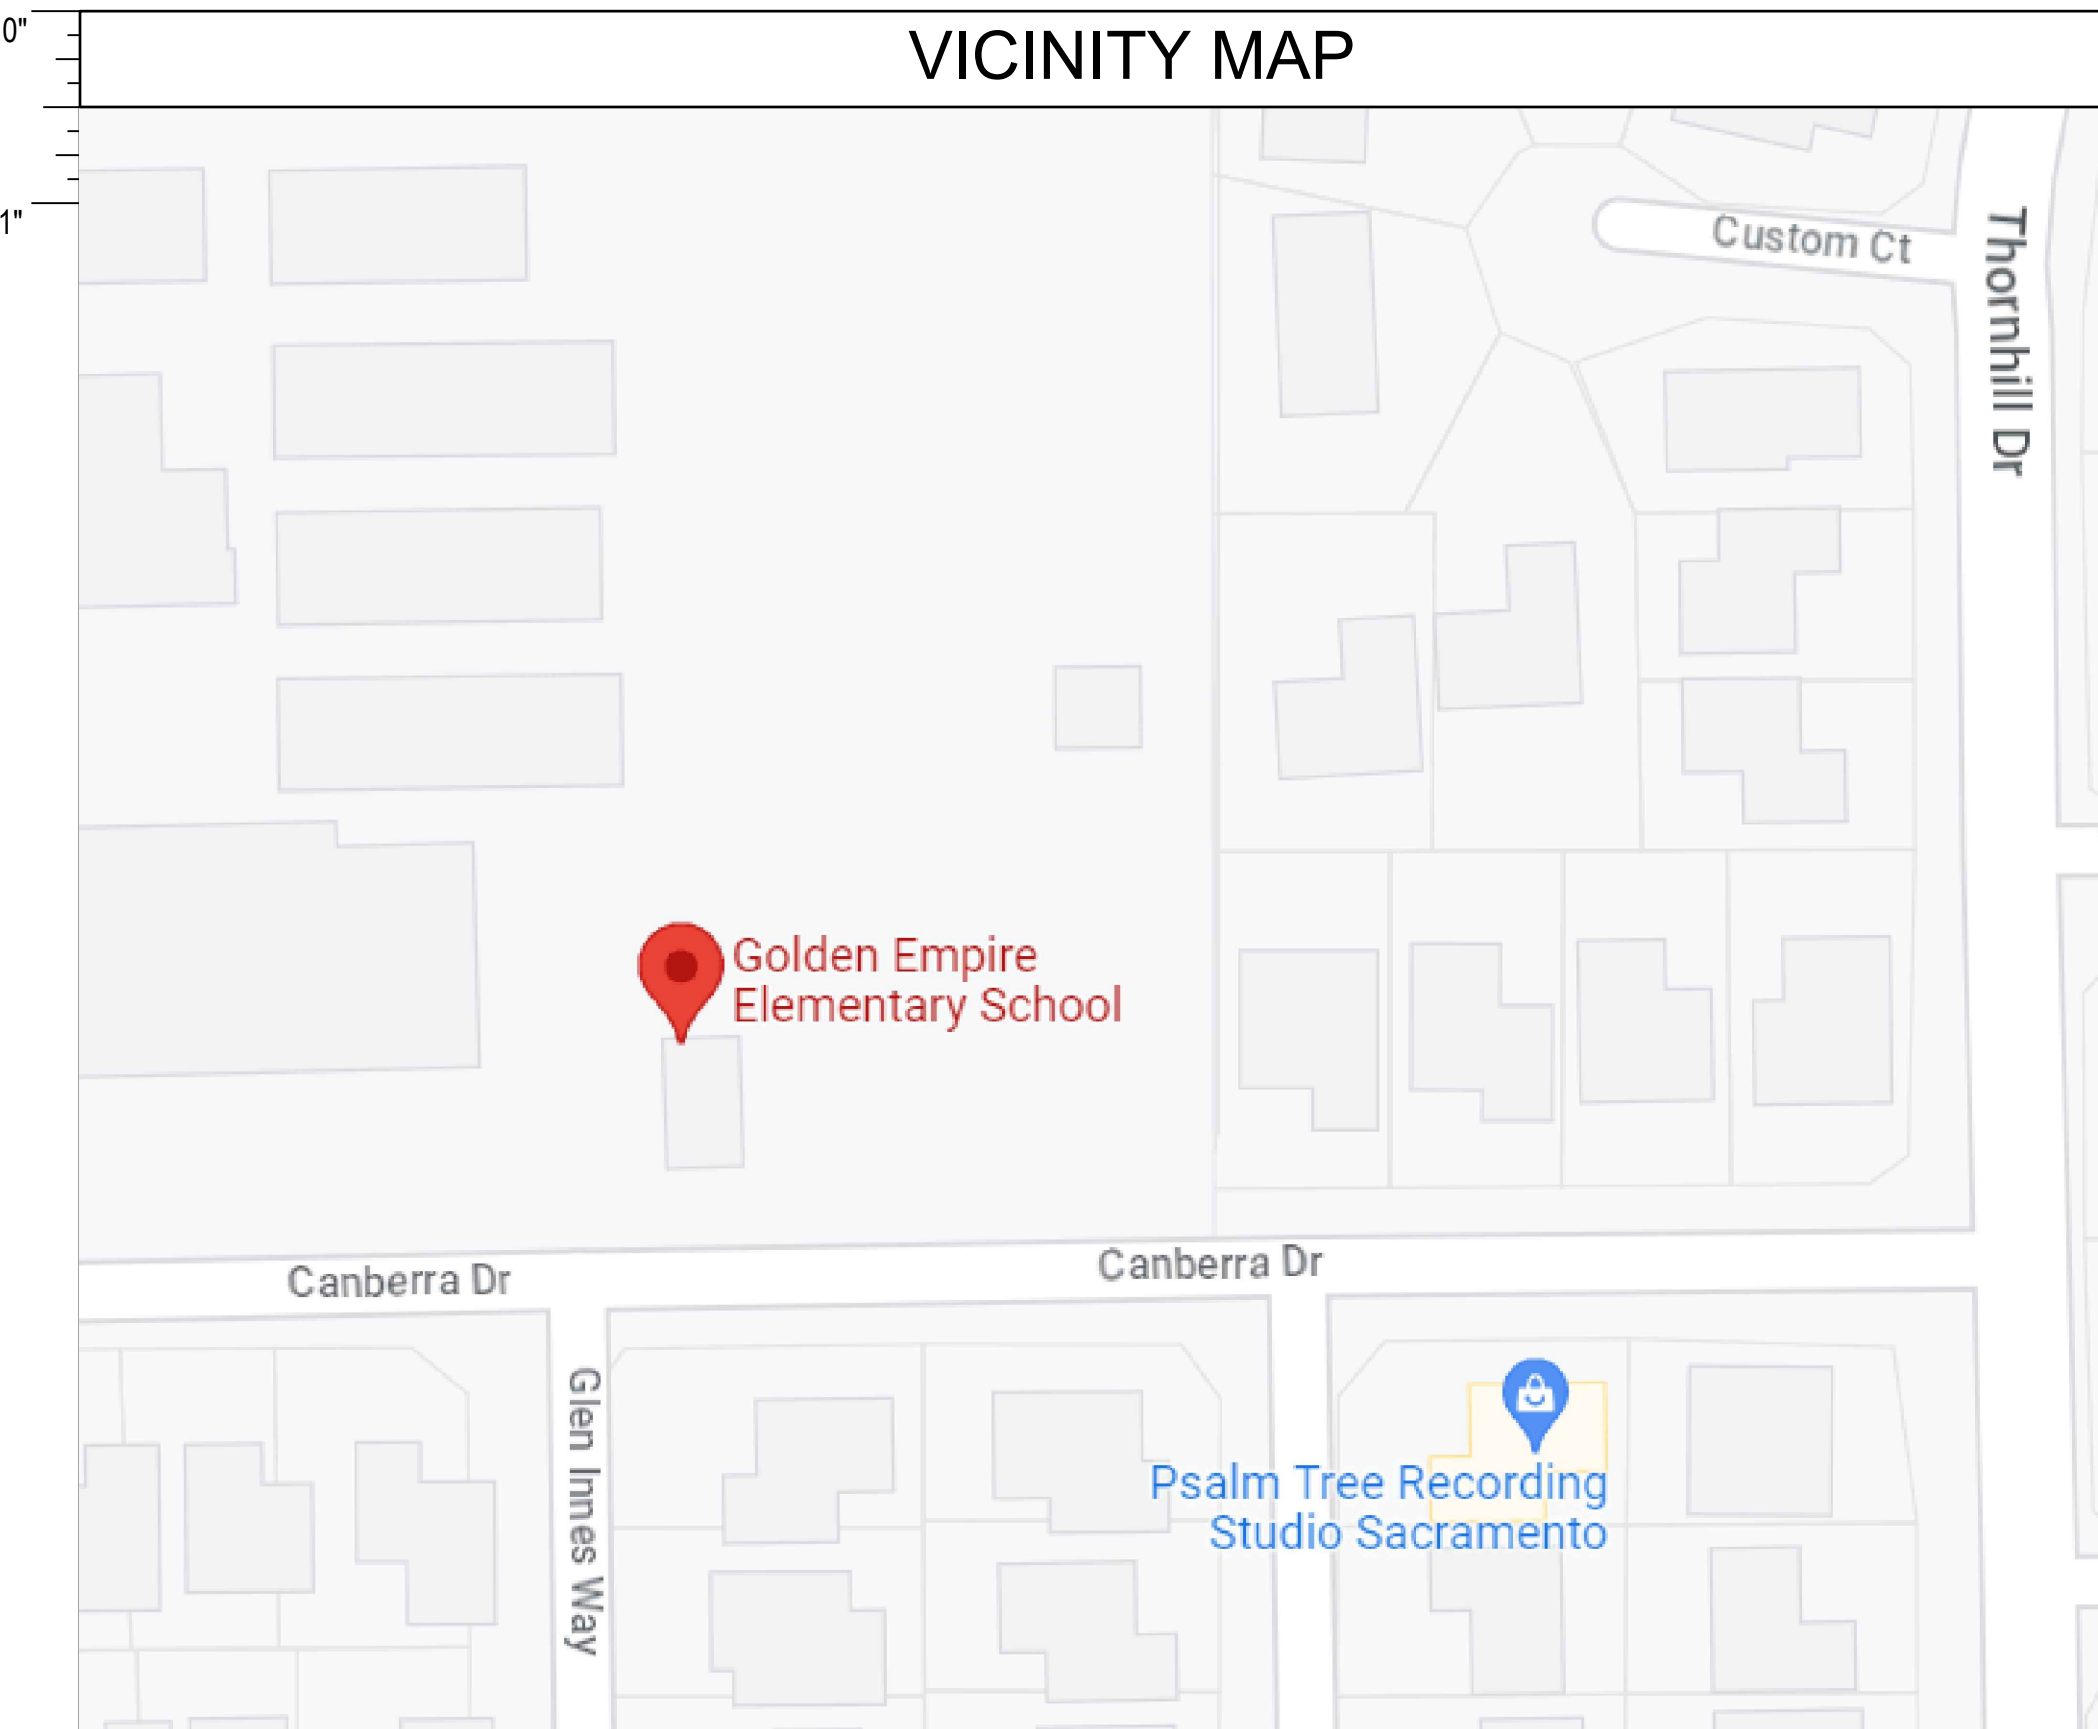 0"
VICINITY MAP
1"
Custom Ct
Thornhill Dr
Golden Empire
Elementary School
Canberra Dr
Canberra Dr
Glen Innes Way
Psalm Tree Recording
Studio Sacramento